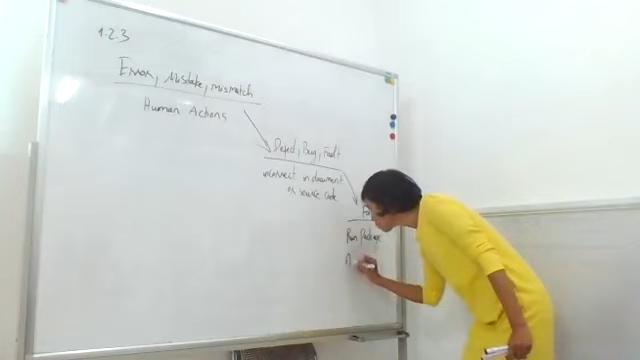 1.2.3
Error, Mistake, mismatch
Human Actions
Defect, Bug, Fault
incorrect in document
or source code
Run Package